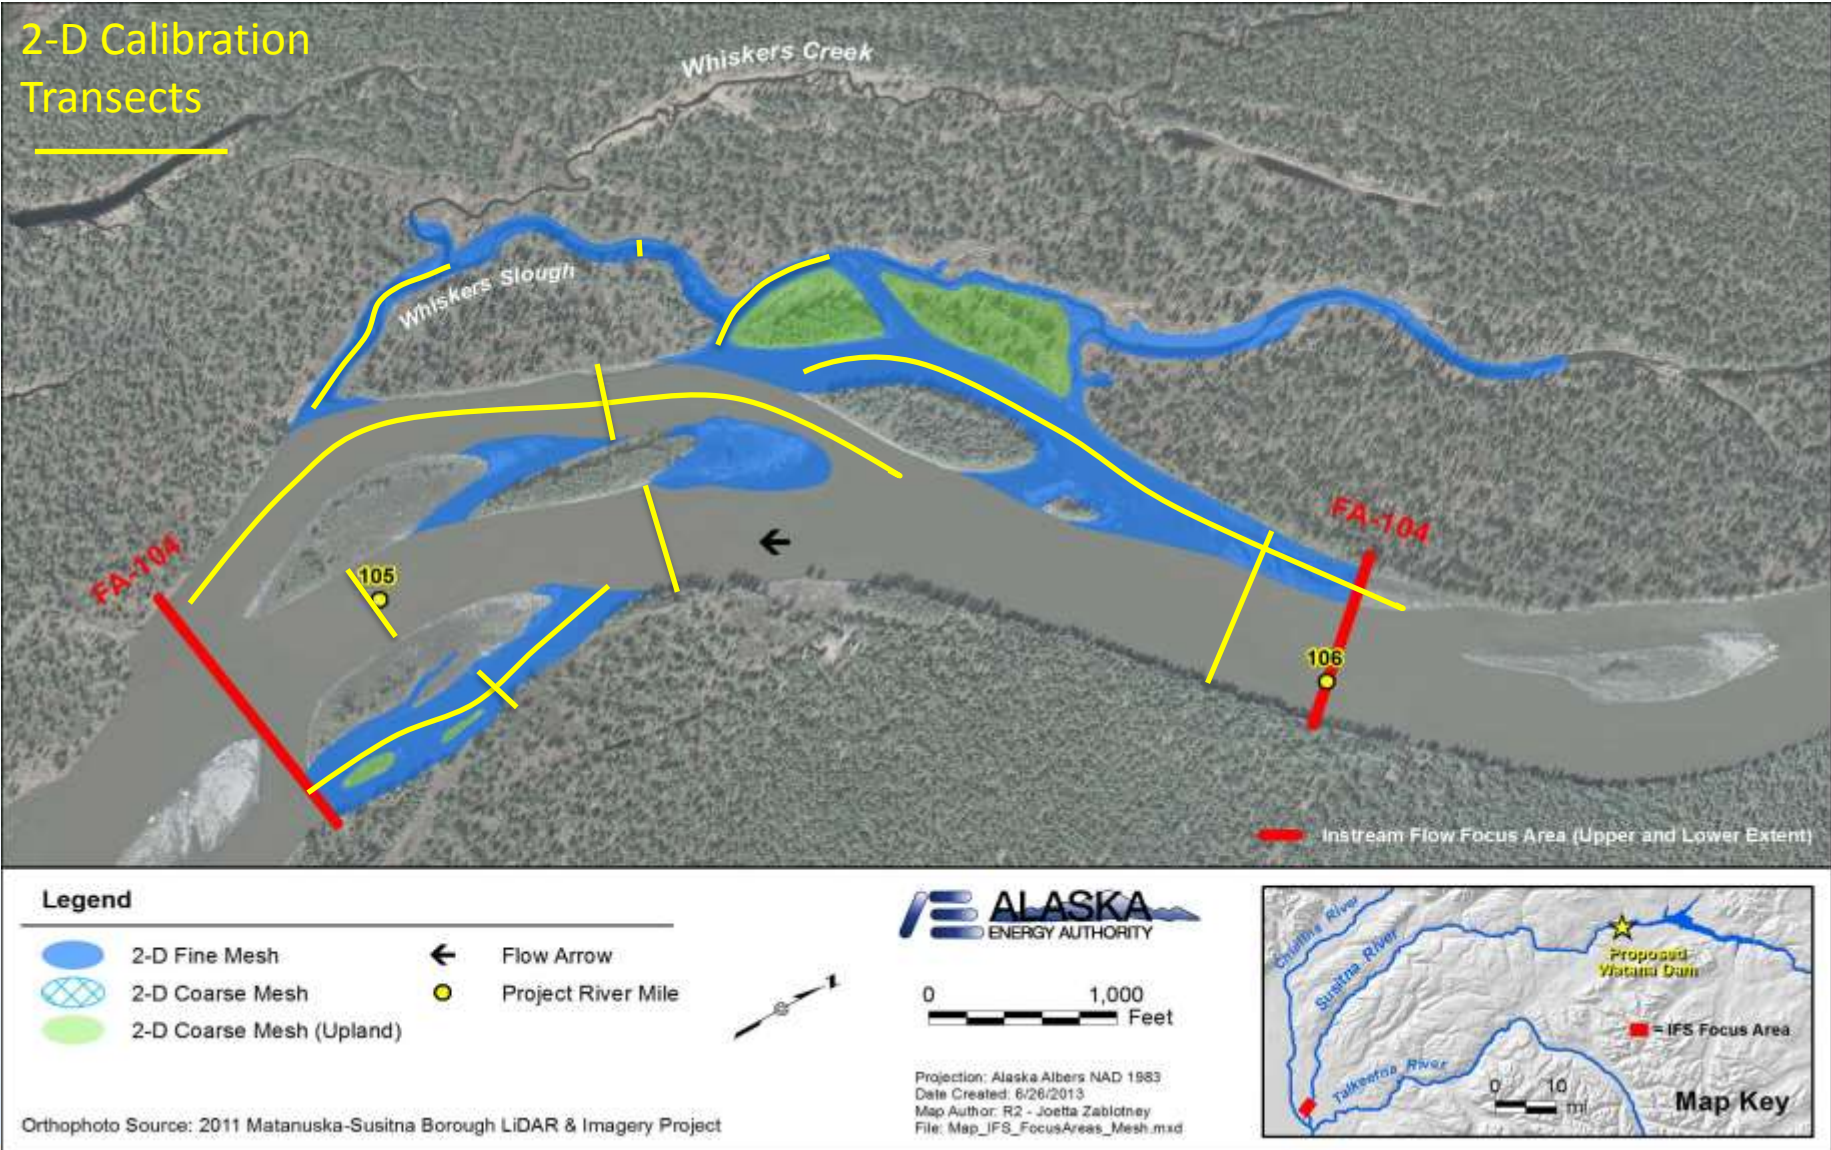 2-D Calibration
Transects
Whiskers Creek
Whiskers Slough
FA-104
FA-104
105
106
Instream Flow Focus Area (Upper and Lower Extent)
Legend
2-D Fine Mesh
2-D Coarse Mesh
2-D Coarse Mesh (Upland)
Flow Arrow
Project River Mile
Orthophoto Source: 2011 Matanuska-Susitna Borough LiDAR & Imagery Project
ALASKA
ENERGY AUTHORITY
0 1,000
Feet
Projection: Alaska Albers NAD 1983
Date Created: 6/26/2013
Map Author: R2 - Joetta Zablotney
File: Map_IFS_FocusAreas_Mesh.mxd
Chulitna River
Susitna River
Proposed
Watana Dam
= IFS Focus Area
Talkeetna River
0 10
mi
Map Key